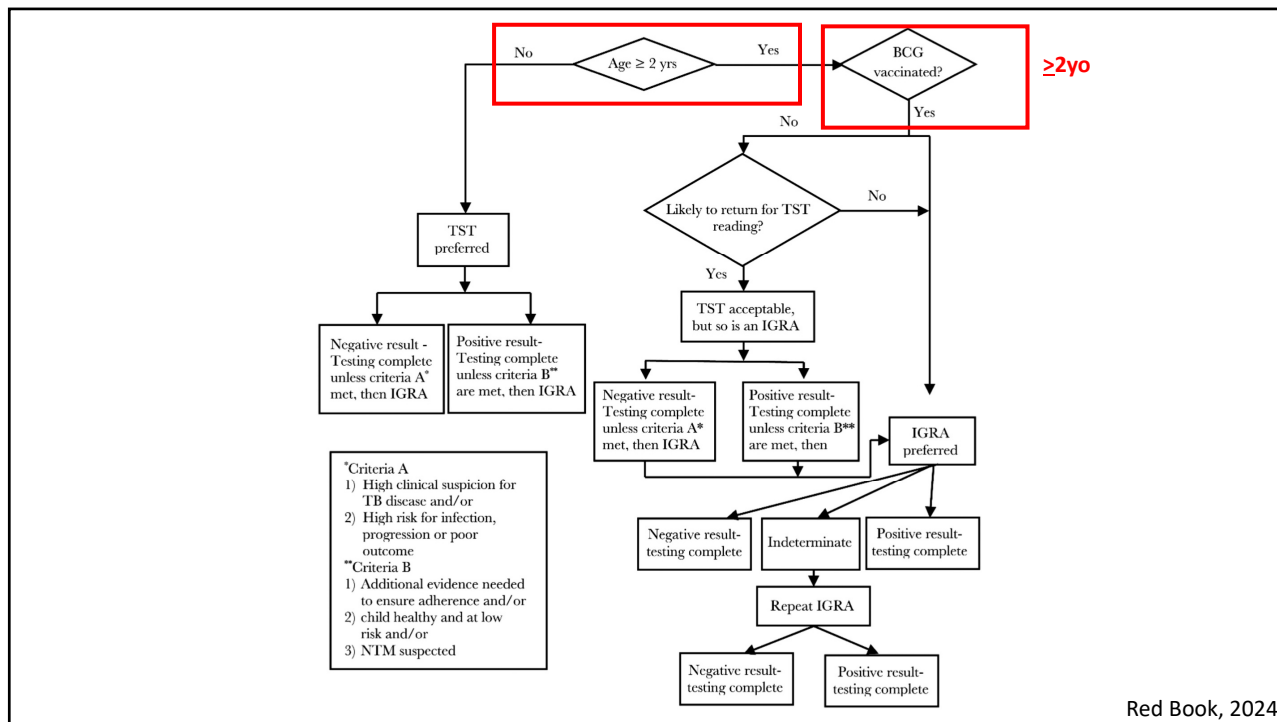 No
Age ≥ 2 yrs
Yes
BCG
vaccinated?
≥2yo
Yes
No
Likely to return for TST
reading?
No
TST
preferred
Yes
TST acceptable,
but so is an IGRA
Negative result -
Testing complete
unless criteria A*
met, then IGRA
Positive result-
Testing complete
unless criteria B**
are met, then IGRA
Negative result-
Testing complete
unless criteria A*
met, then IGRA
Positive result-
Testing complete
unless criteria B**
are met, then
IGRA
preferred
*Criteria A
1) High clinical suspicion for
TB disease and/or
2) High risk for infection,
progression or poor
outcome
**Criteria B
1) Additional evidence needed
to ensure adherence and/or
2) child healthy and at low
risk and/or
3) NTM suspected
Negative result-
testing complete
Indeterminate
Positive result-
testing complete
Repeat IGRA
Negative result-
testing complete
Positive result-
testing complete
Red Book, 2024